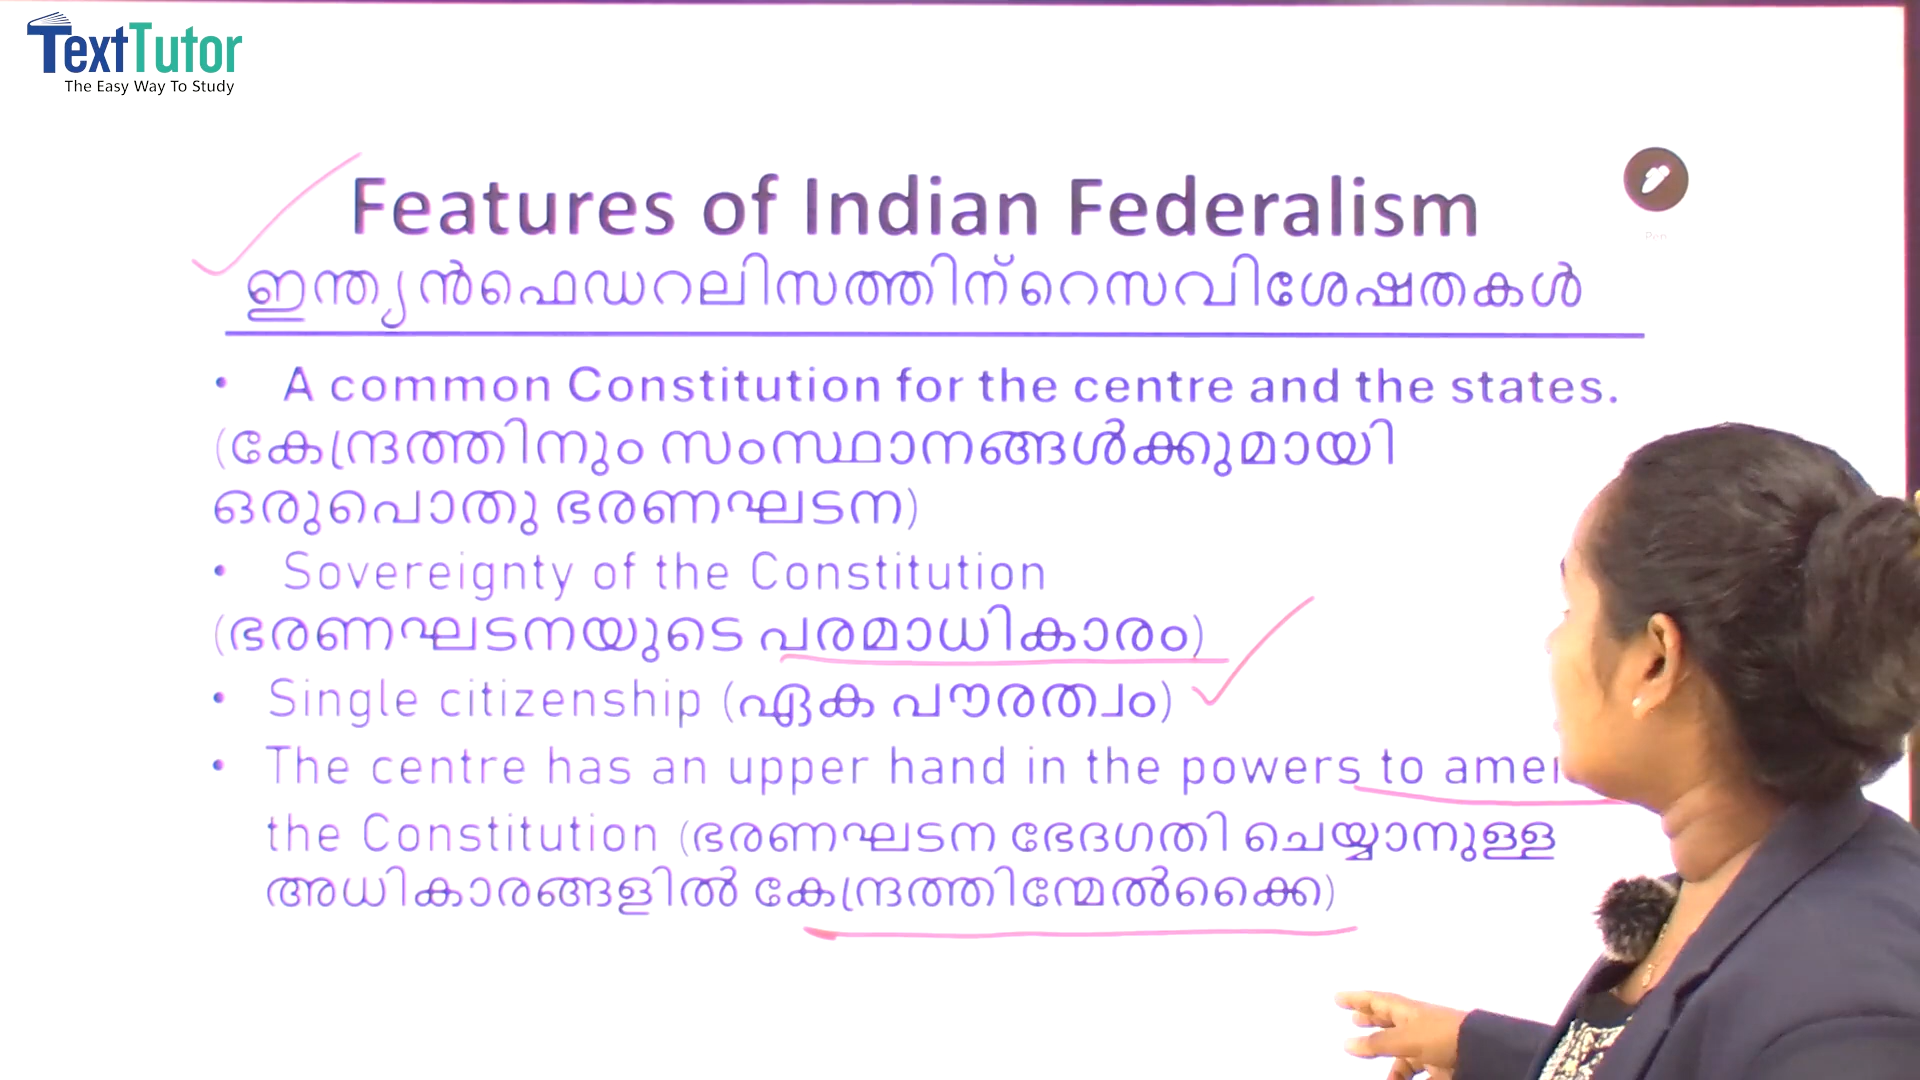 TextTutor
The Easy Way To Study
Features of Indian Federalism
ഇന്ത്യൻഫെഡറലിസത്തിന്റെസവിശേഷതകൾ
• A common Constitution for the centre and the states.
(കേന്ദ്രത്തിനും സംസ്ഥാനങ്ങൾക്കുമായി
ഒരുപൊതു ഭരണഘടന)
• Sovereignty of the Constitution
(ഭരണഘടനയുടെ പരമാധികാരം)
• Single citizenship (ഏക പൗരത്വം)
• The centre has an upper hand in the powers to
the Constitution (ഭരണഘടന ഭേദഗതി ചെയ്യാനുള്ള
അധികാരങ്ങളിൽ കേന്ദ്രത്തിന്മേൽക്കൈ)